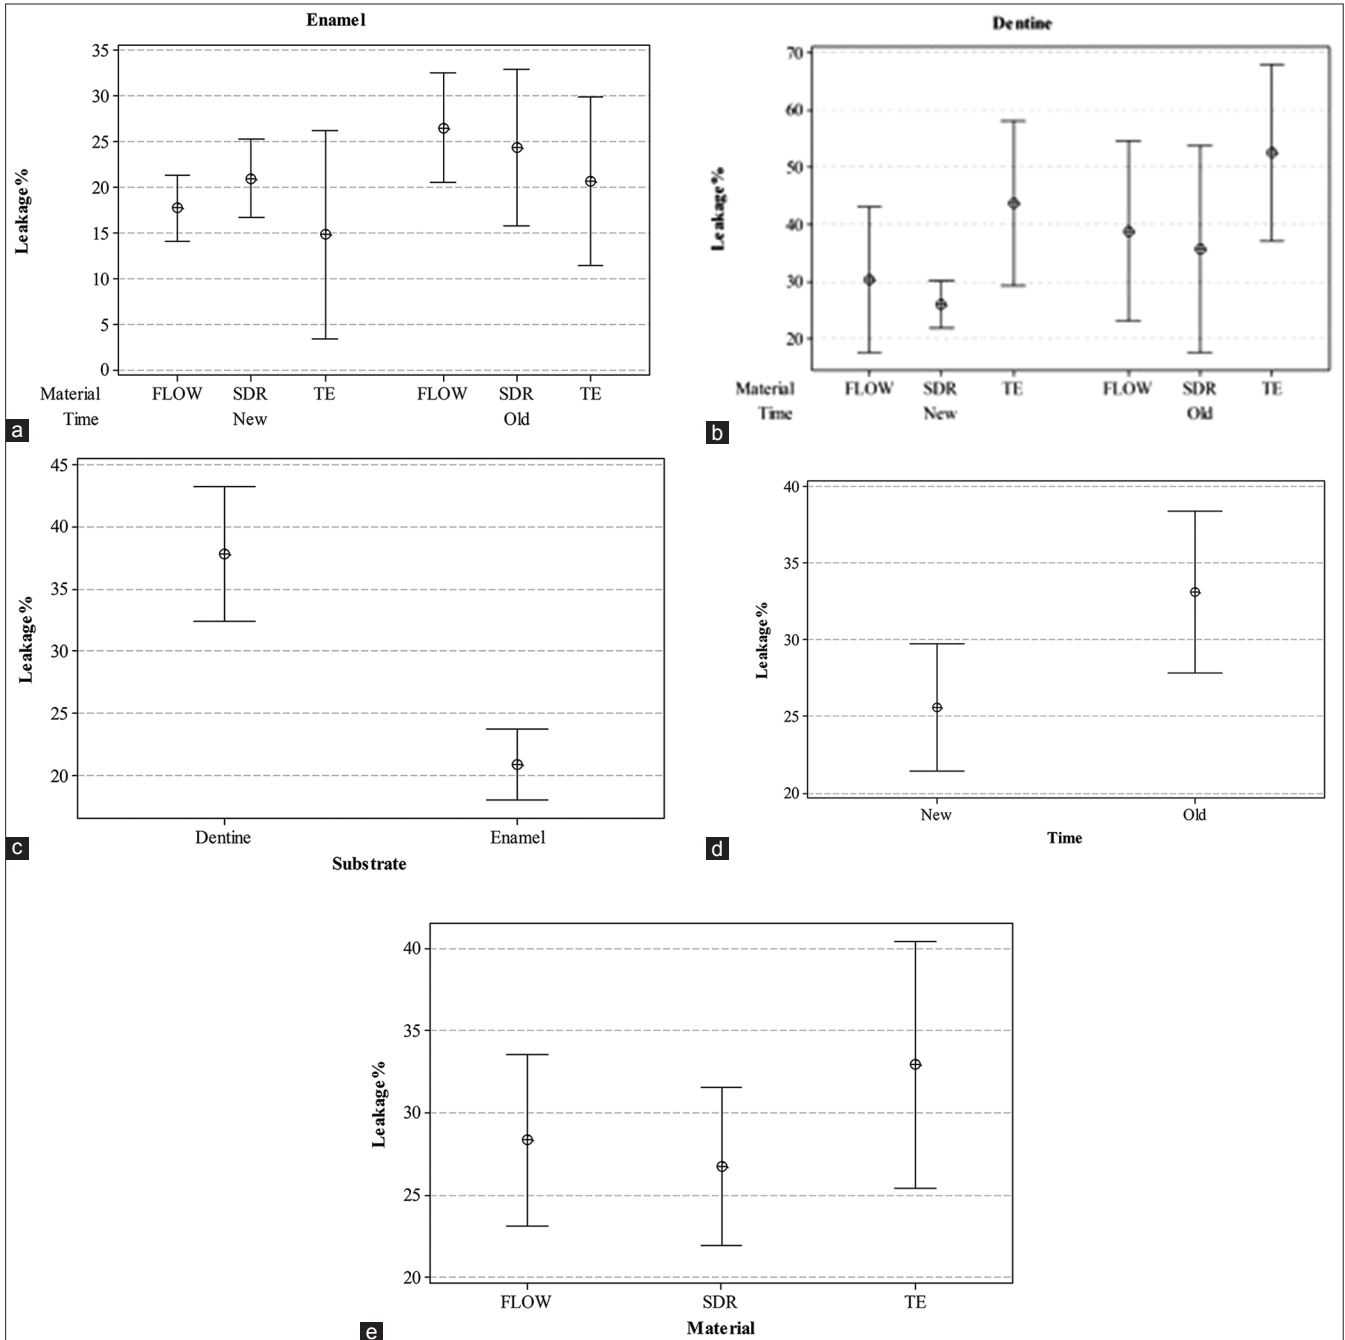 Enamel
Leakage%
35
30
25
20
15
10
5
0
Material FLOW SDR TE FLOW SDR TE
Time New Old
a
Dentine
Leakage%
70
60
50
40
30
20
Material FLOW SDR TE FLOW SDR TE
Time New Old
b
Leakage%
45
40
35
30
25
20
Dentine Enamel
Substrate
c
Leakage%
40
35
30
25
20
New Old
Time
d
Leakage%
40
35
30
25
20
FLOW SDR TE
Material
e